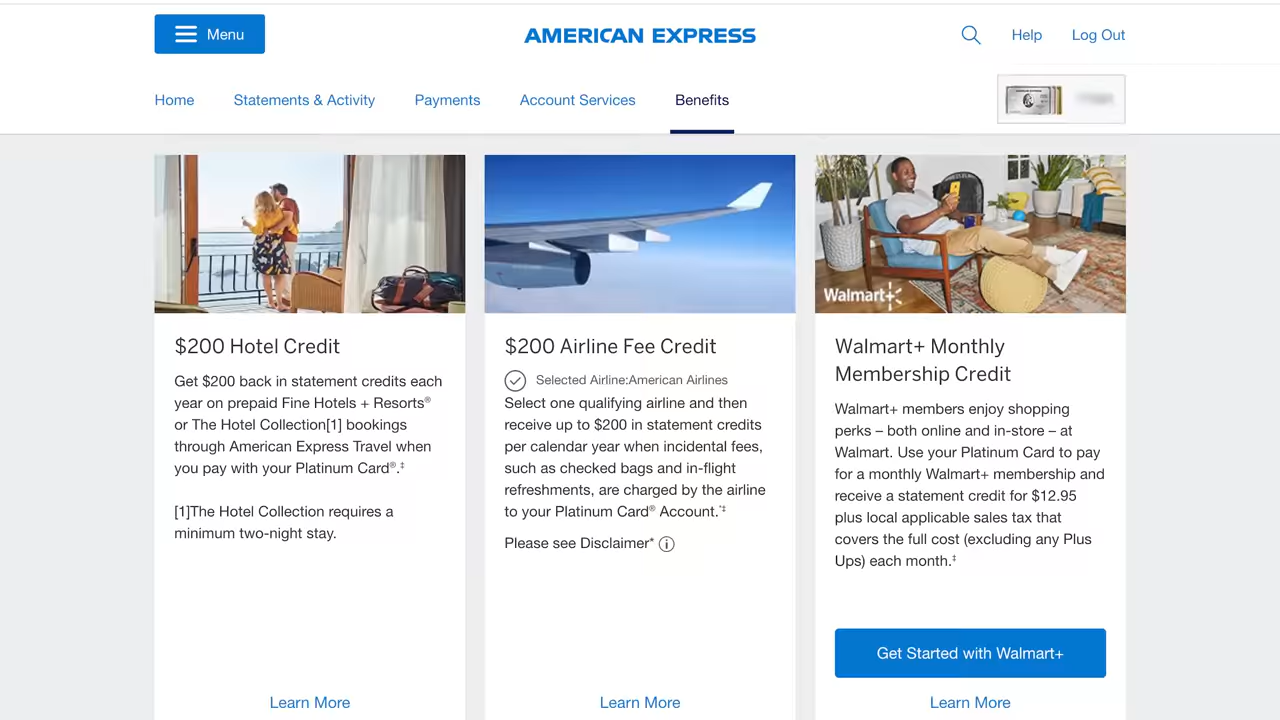 Menu
AMERICAN EXPRESS
Help
Log Out
Home
Statements & Activity
Payments
Account Services
Benefits
$200 Hotel Credit
Get $200 back in statement credits each
year on prepaid Fine Hotels + Resorts®
or The Hotel Collection[1] bookings
through American Express Travel when
you pay with your Platinum Card®.‡
[1]The Hotel Collection requires a
minimum two-night stay.
Learn More
$200 Airline Fee Credit
Selected Airline:American Airlines
Select one qualifying airline and then
receive up to $200 in statement credits
per calendar year when incidental fees,
such as checked bags and in-flight
refreshments, are charged by the airline
to your Platinum Card® Account.*‡
Please see Disclaimer*
Learn More
Walmart+
Walmart+ Monthly
Membership Credit
Walmart+ members enjoy shopping
perks – both online and in-store – at
Walmart. Use your Platinum Card to pay
for a monthly Walmart+ membership and
receive a statement credit for $12.95
plus local applicable sales tax that
covers the full cost (excluding any Plus
Ups) each month.‡
Get Started with Walmart+
Learn More